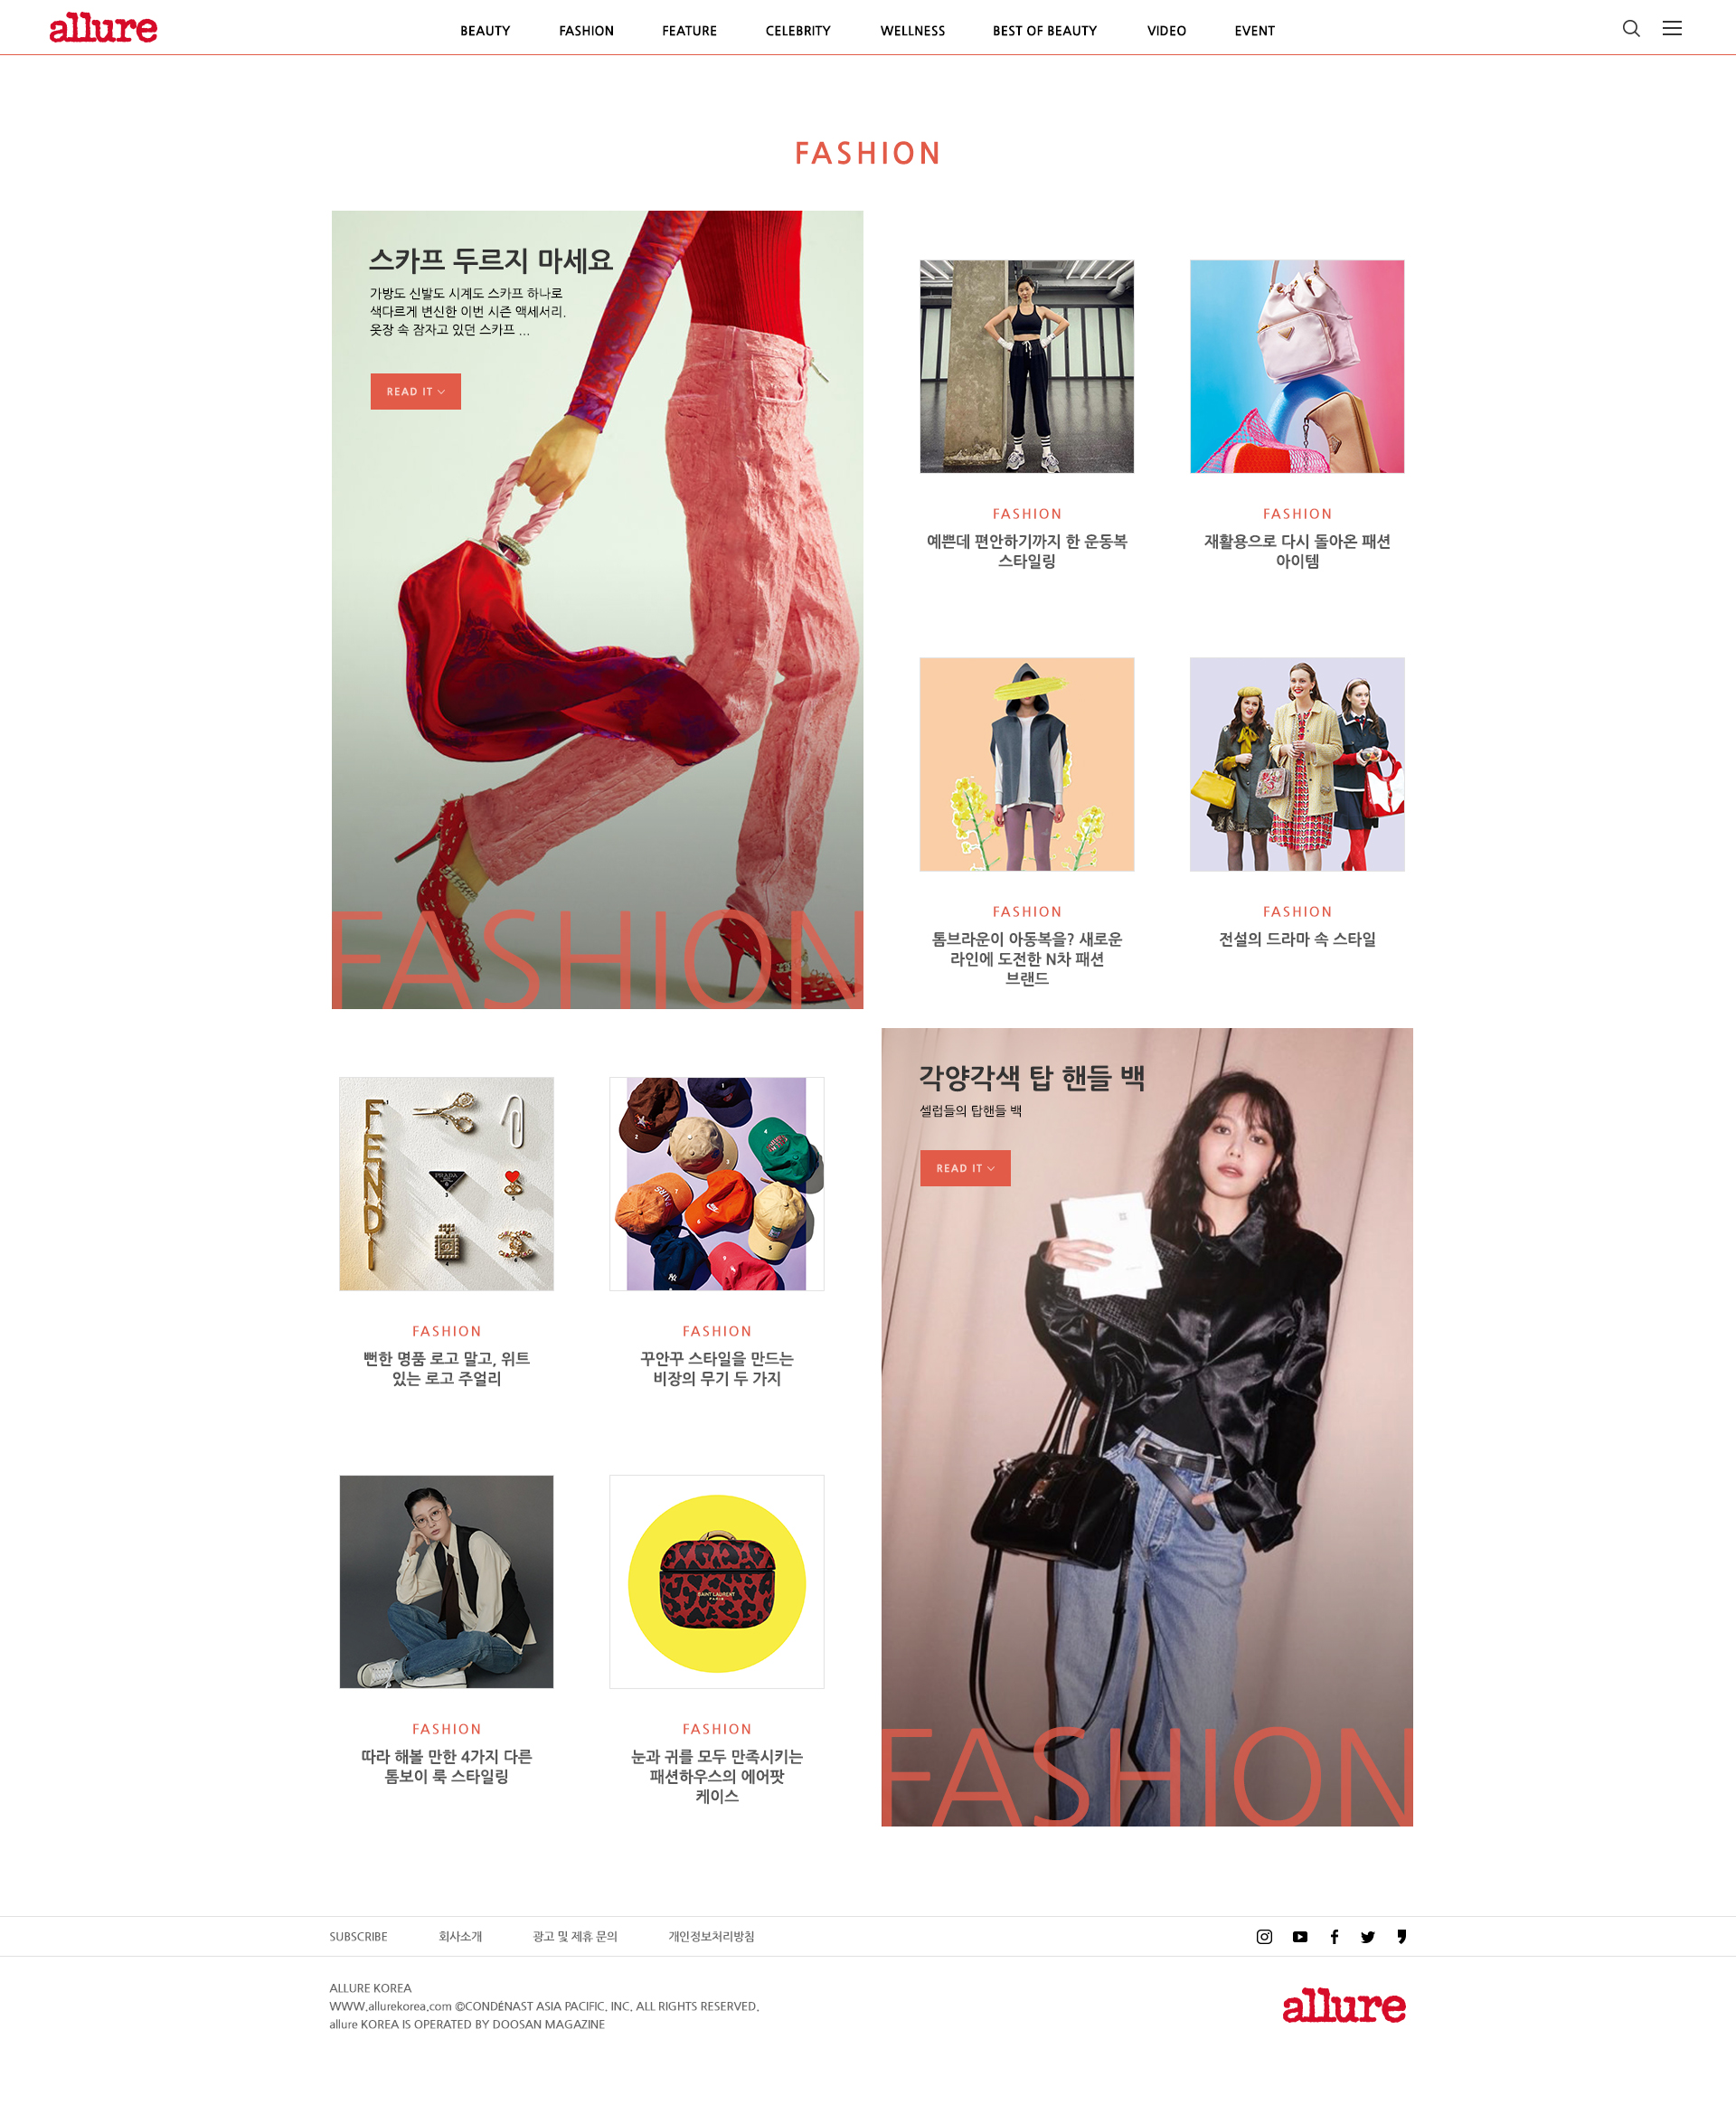 allure
BEAUTY FASHION FEATURE CELEBRITY WELLNESS BEST OF BEAUTY VIDEO EVENT
FASHION
스카프 두르지 마세요
가방도 신발도 시계도 스카프 하나로
색다르게 변신한 이번 시즌 액세서리.
옷장 속 잠자고 있던 스카프 ...
READ IT
FASHION
FASHION
예쁜데 편안하기까지 한 운동복
스타일링
FASHION
재활용으로 다시 돌아온 패션
아이템
FASHION
톰브라운이 아동복을? 새로운
라인에 도전한 N차 패션
브랜드
FASHION
전설의 드라마 속 스타일
FENDI
PRADA
FASHION
뻔한 명품 로고 말고, 위트
있는 로고 주얼리
PARIS
FASHION
꾸안꾸 스타일을 만드는
비장의 무기 두 가지
각양각색 탑 핸들 백
셀럽들의 탑핸들 백
READ IT
FASHION
FASHION
따라 해볼 만한 4가지 다른
톰보이 룩 스타일링
SAINT LAURENT
PARIS
FASHION
눈과 귀를 모두 만족시키는
패션하우스의 에어팟
케이스
SUBSCRIBE 회사소개 광고 및 제휴 문의 개인정보처리방침
ALLURE KOREA
WWW.allurekorea.com ©CONDÉNAST ASIA PACIFIC, INC. ALL RIGHTS RESERVED.
allure KOREA IS OPERATED BY DOOSAN MAGAZINE
allure